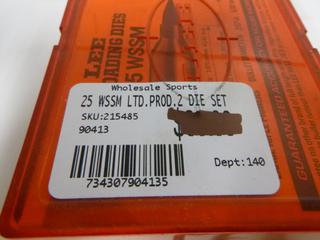 LEE
LOADING DIES
25 WSSM
Wholesale Sports
25 WSSM LTD.PROD.2 DIE SET
SKU:215485
90413
Dept:140
734307904135
GUARANTEED